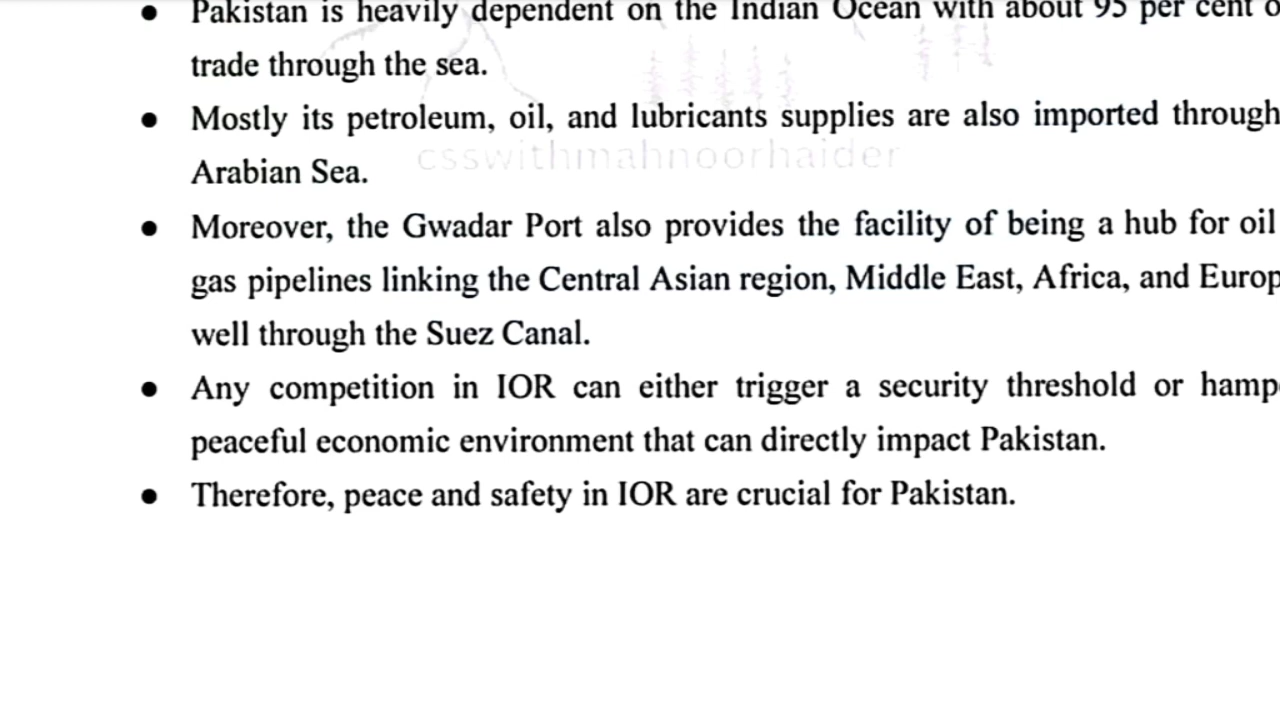 Pakistan is heavily dependent on the Indian Ocean with about 95 per cent o
trade through the sea.
Mostly its petroleum, oil, and lubricants supplies are also imported through
csswithmahnoorhaider
Arabian Sea.
Moreover, the Gwadar Port also provides the facility of being a hub for oil
gas pipelines linking the Central Asian region, Middle East, Africa, and Europ
well through the Suez Canal.
Any competition in IOR can either trigger a security threshold or hamp
peaceful economic environment that can directly impact Pakistan.
Therefore, peace and safety in IOR are crucial for Pakistan.